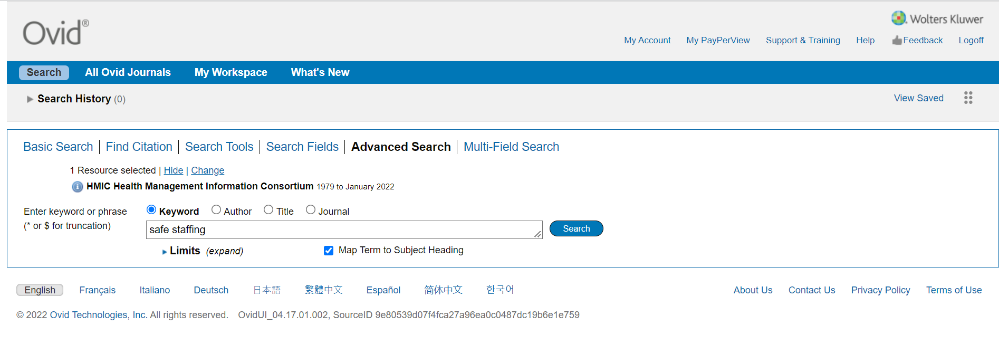 Ovid®
Wolters Kluwer
My Account My PayPerView Support & Training Help Feedback Logoff
Search All Ovid Journals My Workspace What's New
Search History (0) View Saved
Basic Search | Find Citation | Search Tools | Search Fields | Advanced Search | Multi-Field Search
1 Resource selected | Hide | Change
HMIC Health Management Information Consortium 1979 to January 2022
Enter keyword or phrase
(* or $ for truncation)
Keyword Author Title Journal
safe staffing Search
Limits (expand) Map Term to Subject Heading
English Français Italiano Deutsch 日本語 繁體中文 Español 简体中文 한국어 About Us Contact Us Privacy Policy Terms of Use
© 2022 Ovid Technologies, Inc. All rights reserved. OvidUI_04.17.01.002, SourceID 9e80539d07f4fca27a96ea0c0487dc19b6e1e759